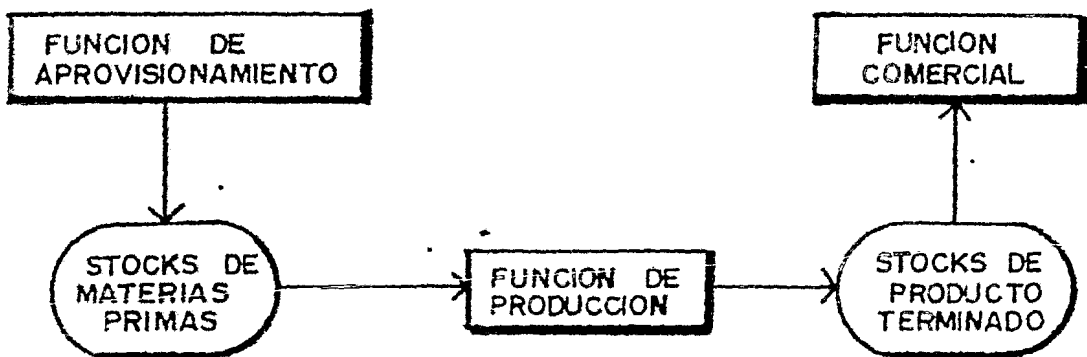 FUNCION DE
APROVISIONAMIENTO
FUNCION
COMERCIAL
STOCKS DE
MATERIAS
PRIMAS
FUNCION DE
PRODUCCION
STOCKS DE
PRODUCTO
TERMINADO